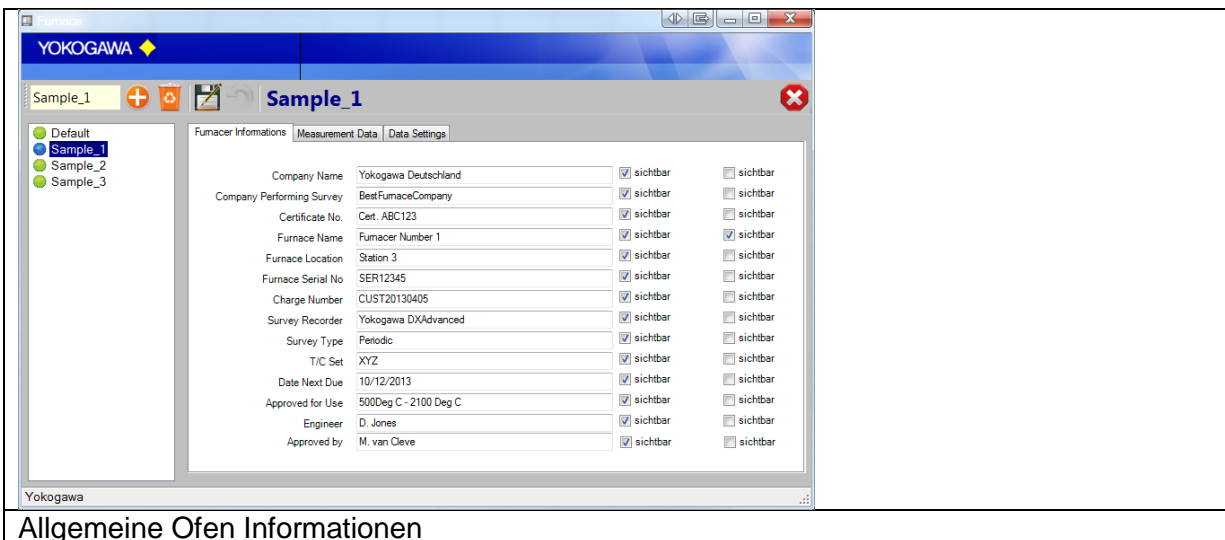 Furnace
YOKOGAWA
Sample_1 Sample_1
Default
Sample_1
Sample_2
Sample_3
Furnacer Informations Measurement Data Data Settings
Company Name Yokogawa Deutschland sichtbar sichtbar
Company Performing Survey BestFurnaceCompany sichtbar sichtbar
Certificate No. Cert. ABC123 sichtbar sichtbar
Furnace Name Furnacer Number 1 sichtbar sichtbar
Furnace Location Station 3 sichtbar sichtbar
Furnace Serial No SER12345 sichtbar sichtbar
Charge Number CUST20130405 sichtbar sichtbar
Survey Recorder Yokogawa DXAdvanced sichtbar sichtbar
Survey Type Periodic sichtbar sichtbar
T/C Set XYZ sichtbar sichtbar
Date Next Due 10/12/2013 sichtbar sichtbar
Approved for Use 500Deg C - 2100 Deg C sichtbar sichtbar
Engineer D. Jones sichtbar sichtbar
Approved by M. van Cleve sichtbar sichtbar
Yokogawa
Allgemeine Ofen Informationen